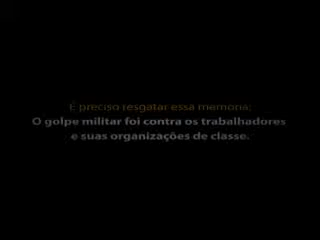 É preciso resgatar essa memória:
O golpe militar foi contra os trabalhadores
e suas organizações de classe.